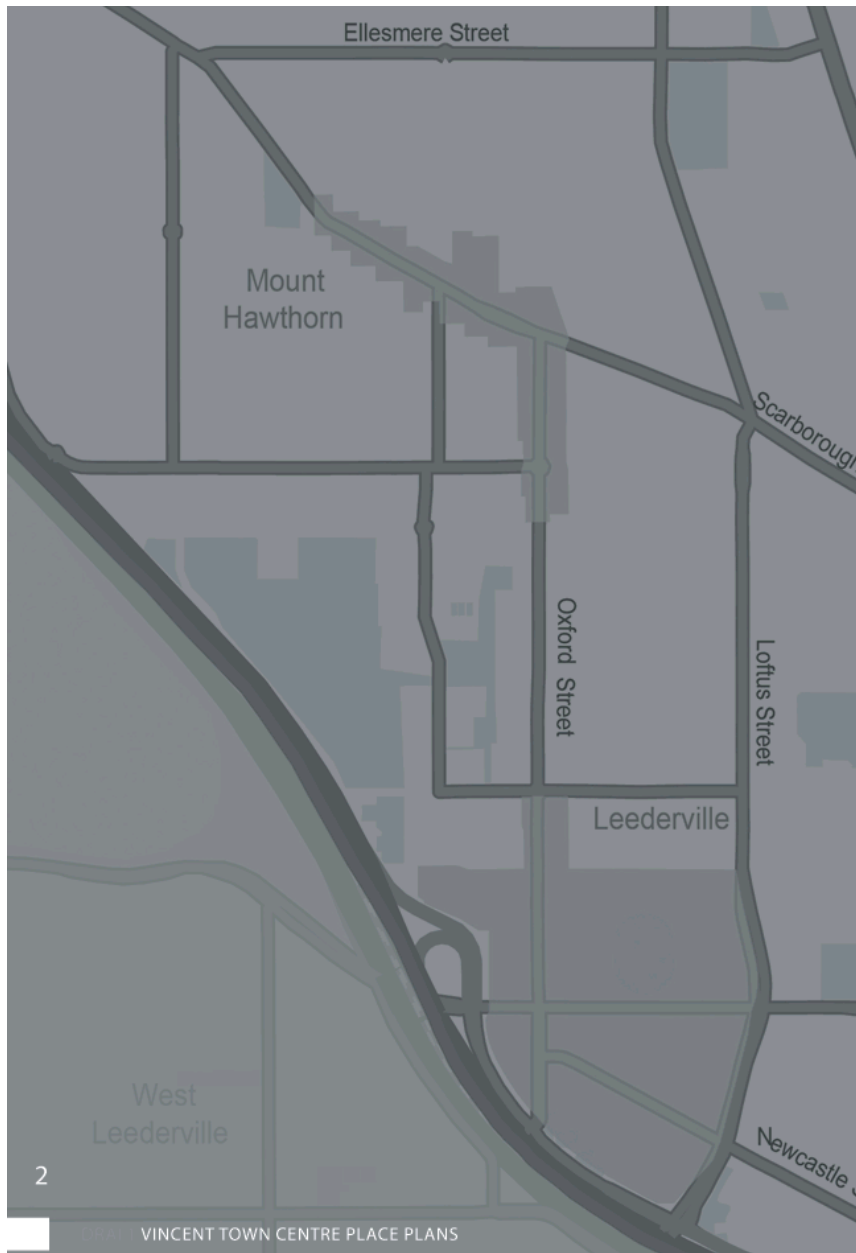 Ellesmere Street
Mount
Hawthorn
Scarborough
Oxford Street
Loftus Street
Leederville
West
Leederville
Newcastle S
2
DRAFT VINCENT TOWN CENTRE PLACE PLANS